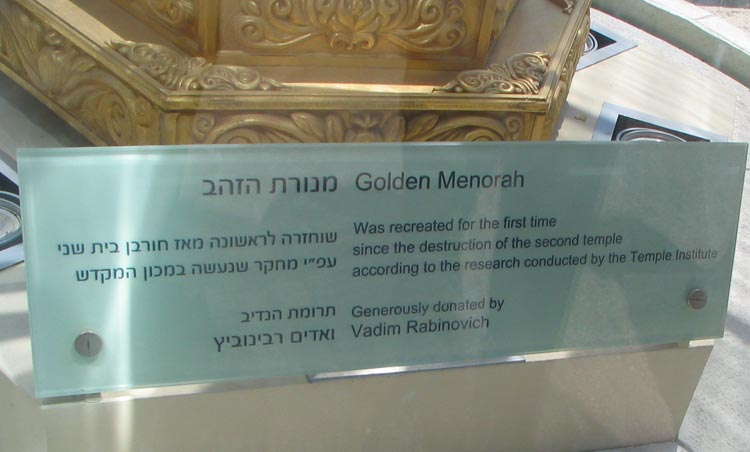 מנורת הזהב
שוחזרה לראשונה מאז חורבן בית שני
עפ״י מחקר שנעשה במכון המקדש
תרומת הנדיב
ואדים רבינוביץ
Golden Menorah
Was recreated for the first time
since the destruction of the second temple
according to the research conducted by the Temple Institute
Generously donated by
Vadim Rabinovich